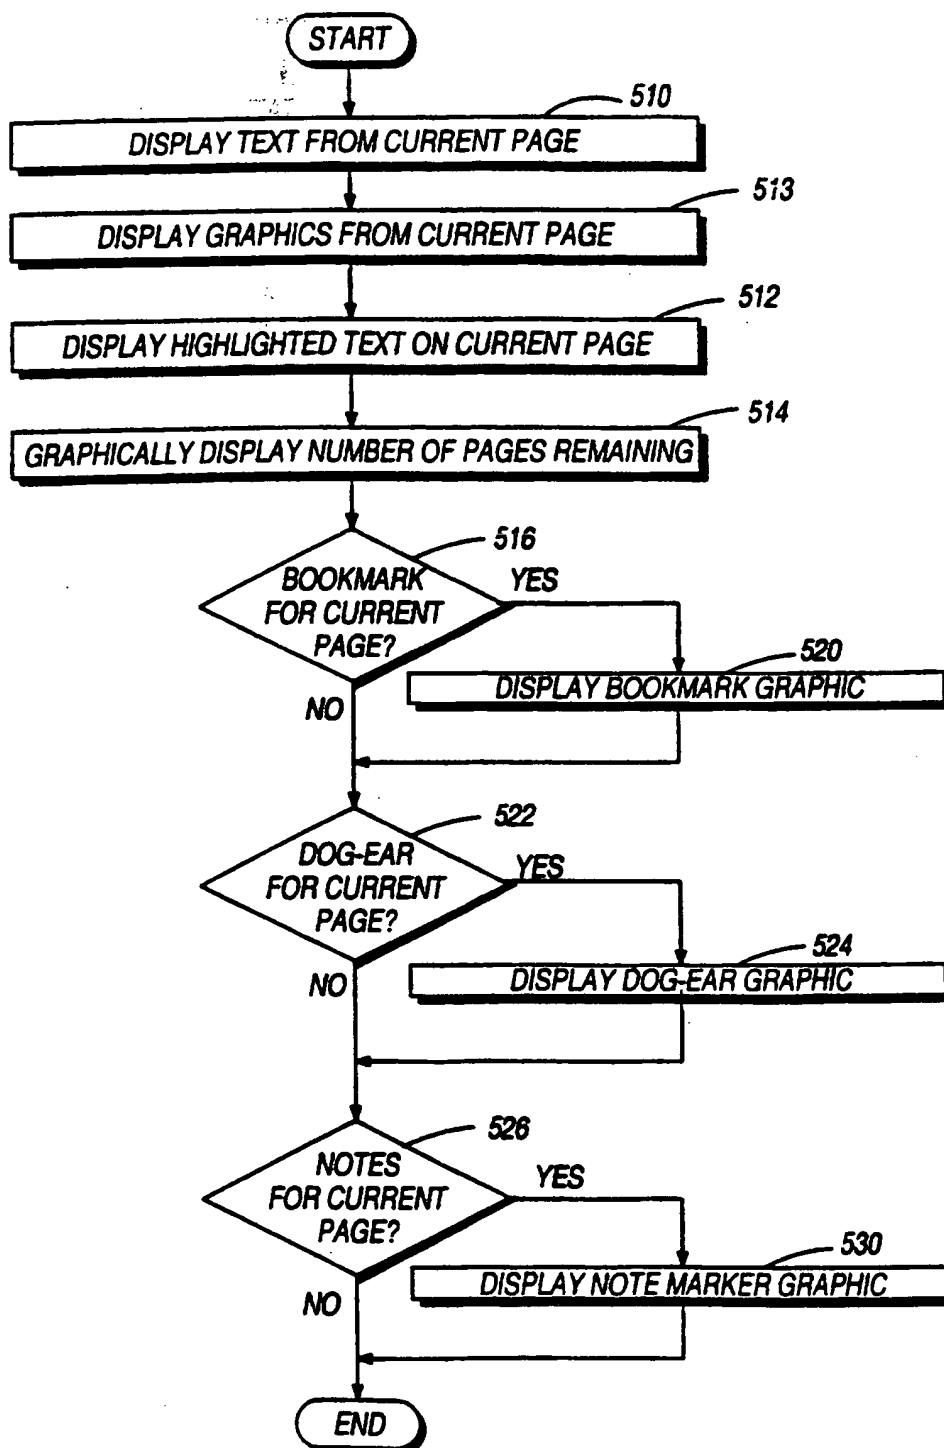 START
510
DISPLAY TEXT FROM CURRENT PAGE
513
DISPLAY GRAPHICS FROM CURRENT PAGE
512
DISPLAY HIGHLIGHTED TEXT ON CURRENT PAGE
514
GRAPHICALLY DISPLAY NUMBER OF PAGES REMAINING
516
BOOKMARK
FOR CURRENT
PAGE?
YES
520
DISPLAY BOOKMARK GRAPHIC
NO
522
DOG-EAR
FOR CURRENT
PAGE?
YES
524
DISPLAY DOG-EAR GRAPHIC
NO
526
NOTES
FOR CURRENT
PAGE?
YES
530
DISPLAY NOTE MARKER GRAPHIC
NO
END